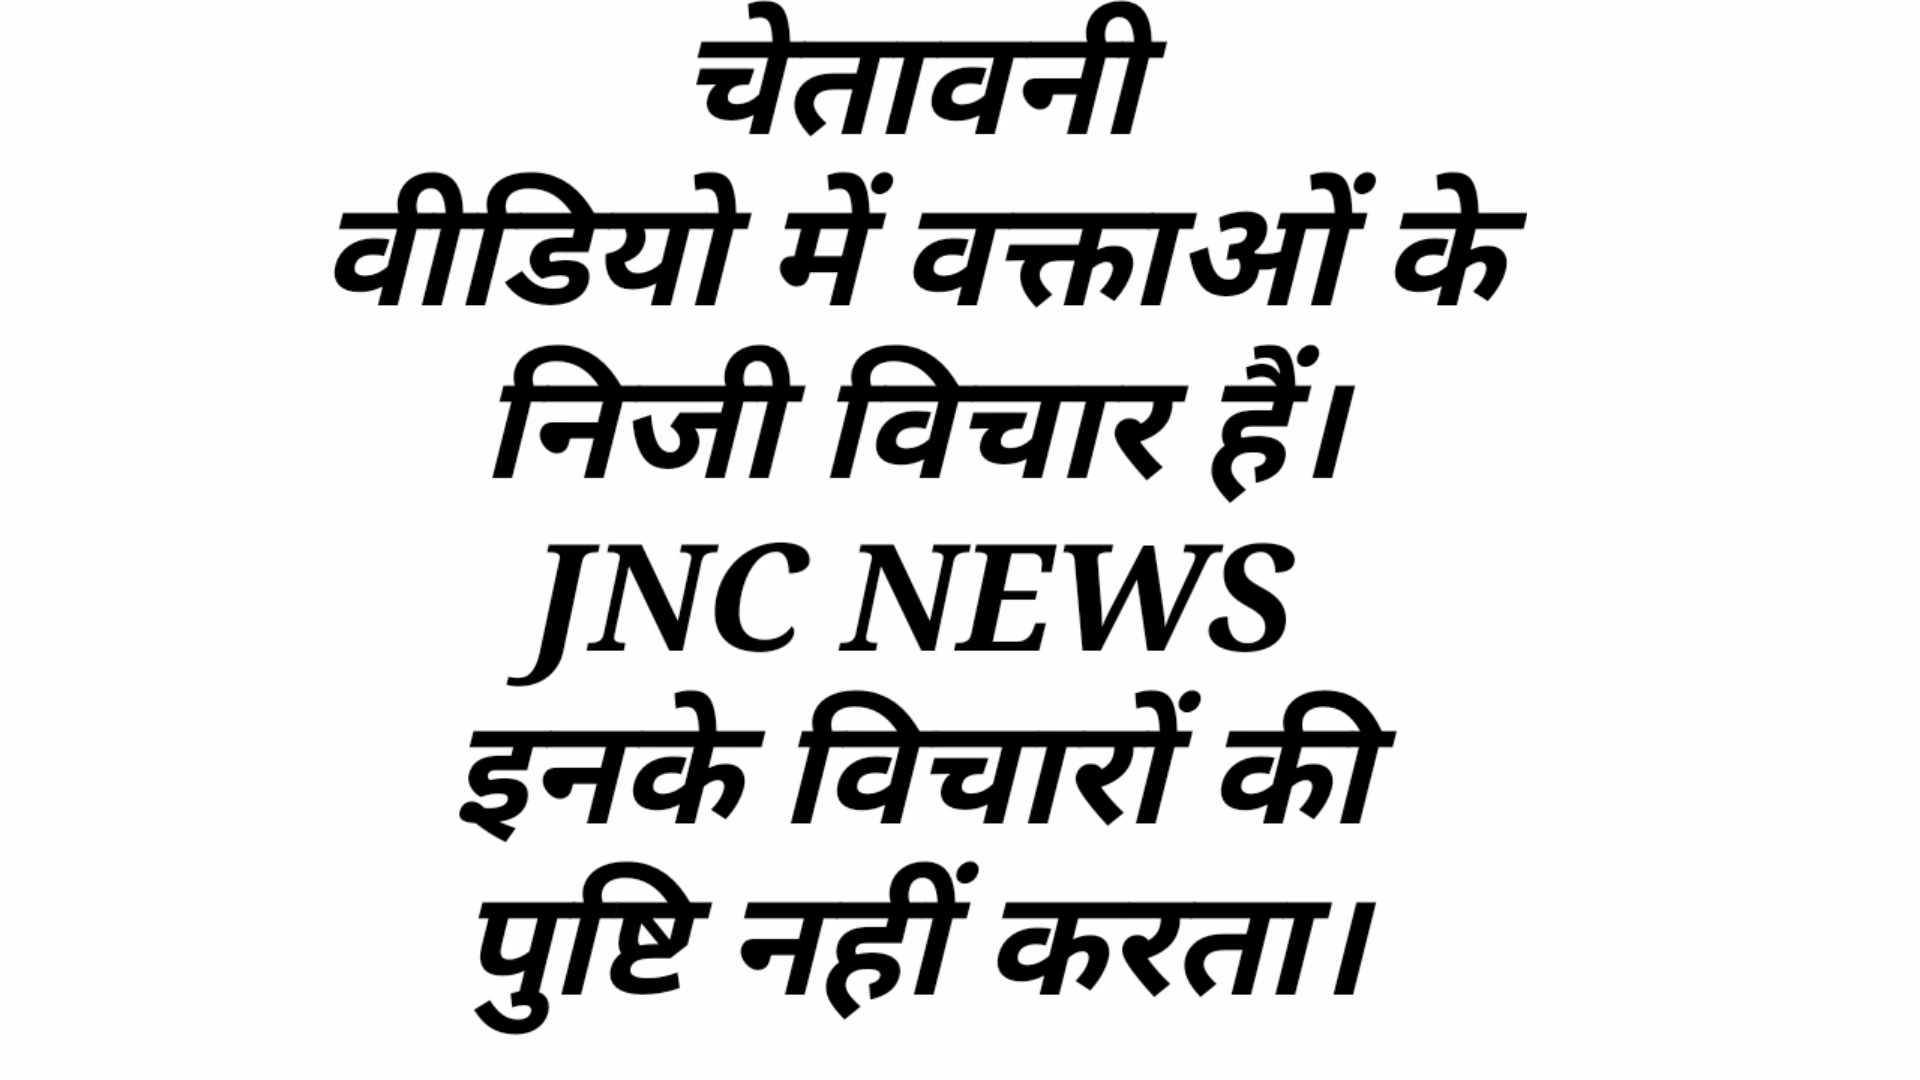 चेतावनी
वीडियो में वक्ताओं के
निजी विचार हैं।
JNC NEWS
इनके विचारों की
पुष्टि नहीं करता।